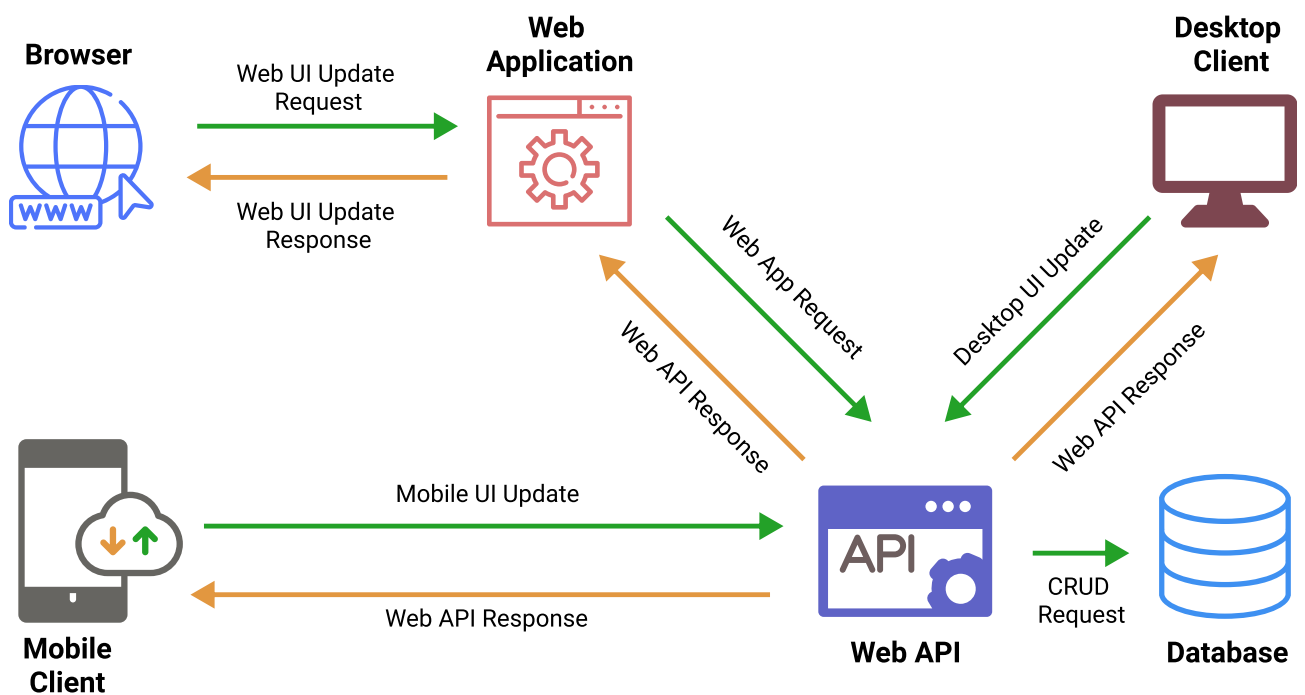 Browser
Web UI Update
Request
Web UI Update
Response
WWW
Web
Application
Desktop
Client
Web App Request
Web API Response
Desktop UI Update
Web API Response
Mobile UI Update
Web API Response
Mobile
Client
API
Web API
CRUD
Request
Database